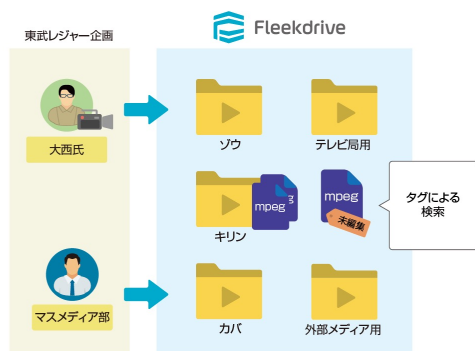 東武レジャー企画
Fleekdrive
大西氏
ゾウ
テレビ局用
mpeg
mpeg
未編集
キリン
タグによる
検索
マスメディア部
カバ
外部メディア用